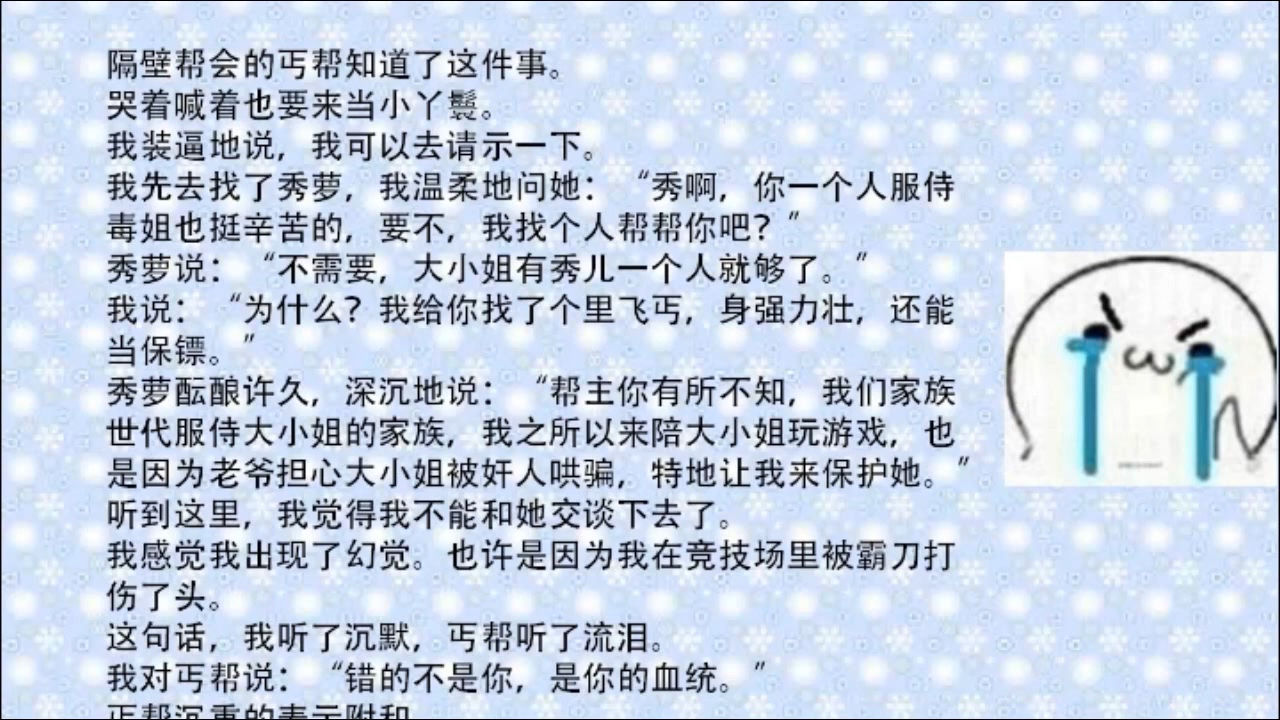 隔壁帮会的丐帮知道了这件事。
哭着喊着也要来当小丫鬟。
我装逼地说，我可以去请示一下。
我先去找了秀萝，我温柔地问她：“秀啊，你一个人服侍
毒姐也挺辛苦的，要不，我找个人帮帮你吧？”
秀萝说：“不需要，大小姐有秀儿一个人就够了。”
我说：“为什么？我给你找了个里飞丐，身强力壮，还能
当保镖。”
秀萝酝酿许久，深沉地说：“帮主你有所不知，我们家族
世代服侍大小姐的家族，我之所以来陪大小姐玩游戏，也
是因为老爷担心大小姐被奸人哄骗，特地让我来保护她。”
听到这里，我觉得我不能和她交谈下去了。
我感觉我出现了幻觉。也许是因为我在竞技场里被霸刀打
伤了头。
这句话，我听了沉默，丐帮听了流泪。
我对丐帮说：“错的不是你，是你的血统。”
丐帮沉重的表示附和